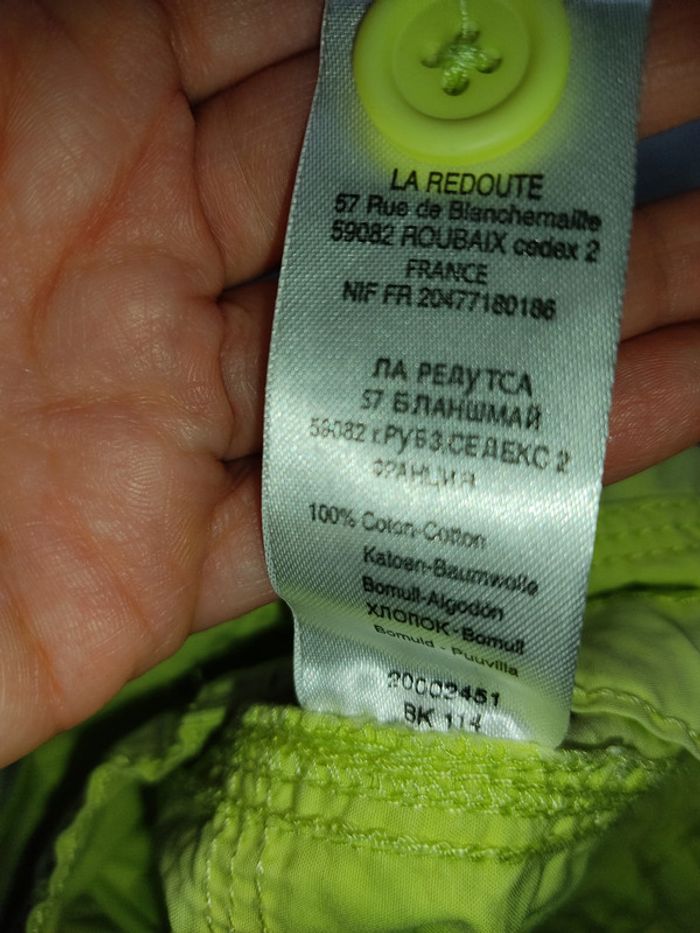 LA REDOUTE
57 Rue de Blanchemaille
59082 ROUBAIX cedex 2
FRANCE
NIF FR 20477180186
ЛА РЕДУТСА
57 БЛАНШМАЙ
59082 г.РУБЗ.СЕДЕКС 2
ФРАНЦИЯ
100% Coton-Cotton
Katoen-Baumwolle
Bomull-Algodón
ХЛОПОК-Bomull
Bomuld - Puuvilla
20002451
BK 114